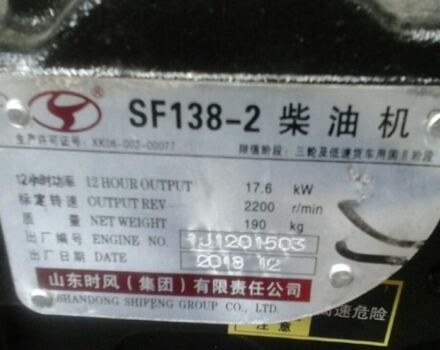 SF138-2 柴油机
生产许可证号: XK06-002-00077
限值阶段: 三轮及低速货车用国Ⅱ阶段
12小时功率 12 HOUR OUTPUT 17.6 kW
标定转速 OUTPUT REV 2200 r/min
质量 NET WEIGHT 190 kg
出厂编号 ENGINE NO. 1J1201503
出厂日期 DATE 2018 12
山东时风(集团)有限责任公司
SHANDONG SHIFENG GROUP CO., LTD.
高速危险
注意